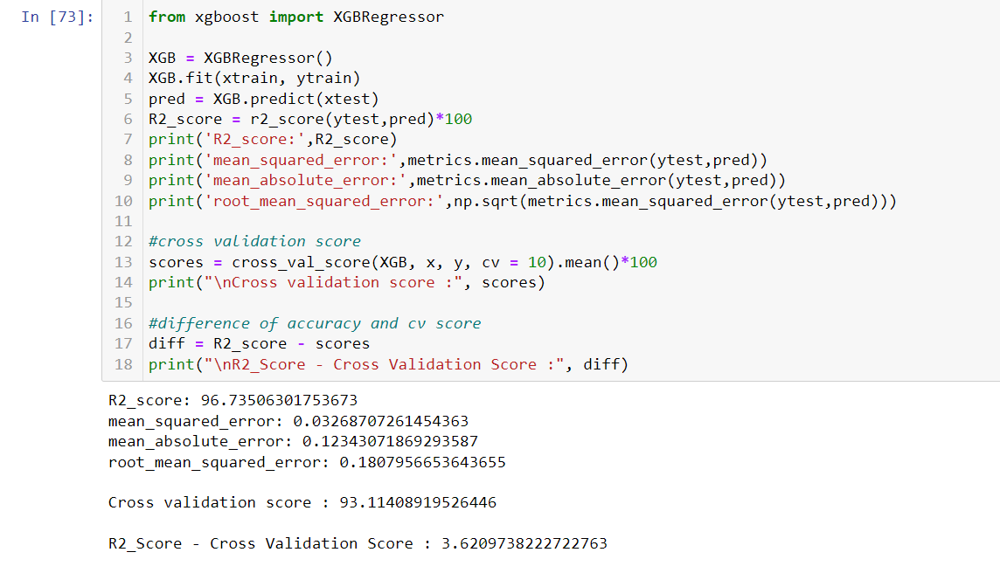 In [73]:
1 from xgboost import XGBRegressor
2
3 XGB = XGBRegressor()
4 XGB.fit(xtrain, ytrain)
5 pred = XGB.predict(xtest)
6 R2_score = r2_score(ytest,pred)*100
7 print('R2_score:',R2_score)
8 print('mean_squared_error:',metrics.mean_squared_error(ytest,pred))
9 print('mean_absolute_error:',metrics.mean_absolute_error(ytest,pred))
10 print('root_mean_squared_error:',np.sqrt(metrics.mean_squared_error(ytest,pred)))
11
12 #cross validation score
13 scores = cross_val_score(XGB, x, y, cv = 10).mean()*100
14 print("\nCross validation score :", scores)
15
16 #difference of accuracy and cv score
17 diff = R2_score - scores
18 print("\nR2_Score - Cross Validation Score :", diff)
R2_score: 96.73506301753673
mean_squared_error: 0.03268707261454363
mean_absolute_error: 0.12343071869293587
root_mean_squared_error: 0.1807956653643655
Cross validation score : 93.11408919526446
R2_Score - Cross Validation Score : 3.6209738222722763